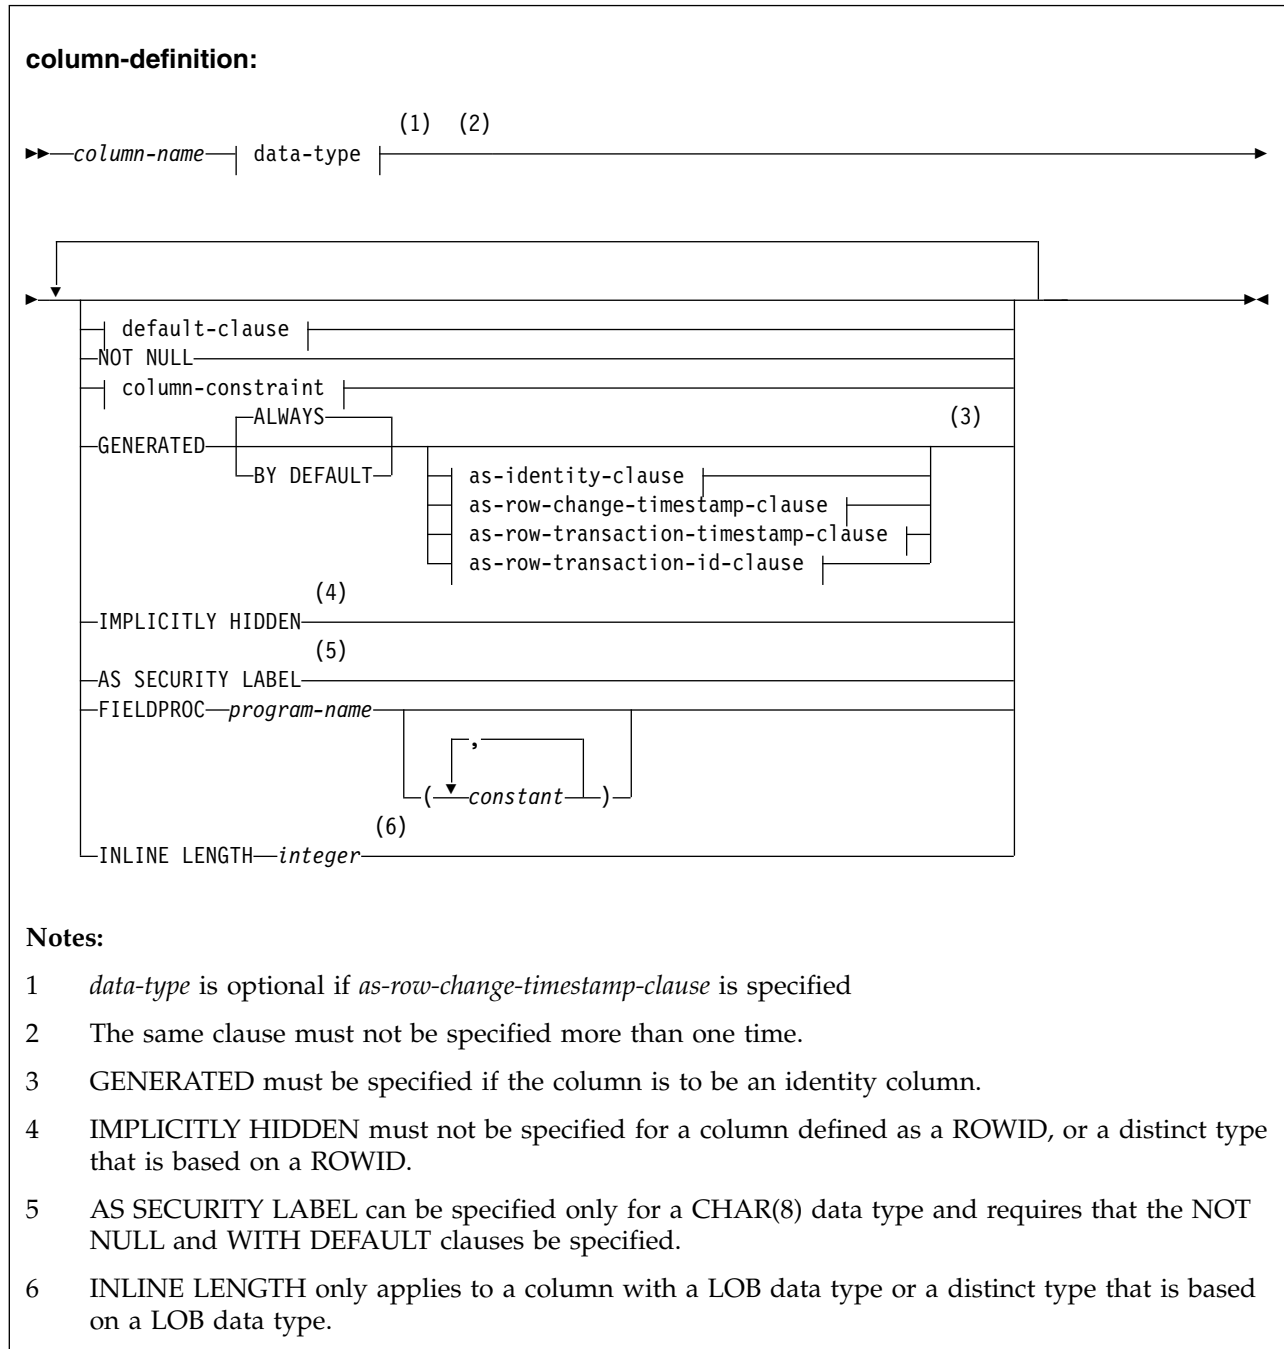 column-definition:
(1) (2)
column-name data-type
default-clause
NOT NULL
column-constraint
ALWAYS (3)
GENERATED
BY DEFAULT as-identity-clause
as-row-change-timestamp-clause
as-row-transaction-timestamp-clause
as-row-transaction-id-clause
(4)
IMPLICITLY HIDDEN
(5)
AS SECURITY LABEL
FIELDPROC program-name
,
( constant )
(6)
INLINE LENGTH integer
Notes:
1 data-type is optional if as-row-change-timestamp-clause is specified
2 The same clause must not be specified more than one time.
3 GENERATED must be specified if the column is to be an identity column.
4 IMPLICITLY HIDDEN must not be specified for a column defined as a ROWID, or a distinct type
that is based on a ROWID.
5 AS SECURITY LABEL can be specified only for a CHAR(8) data type and requires that the NOT
NULL and WITH DEFAULT clauses be specified.
6 INLINE LENGTH only applies to a column with a LOB data type or a distinct type that is based
on a LOB data type.